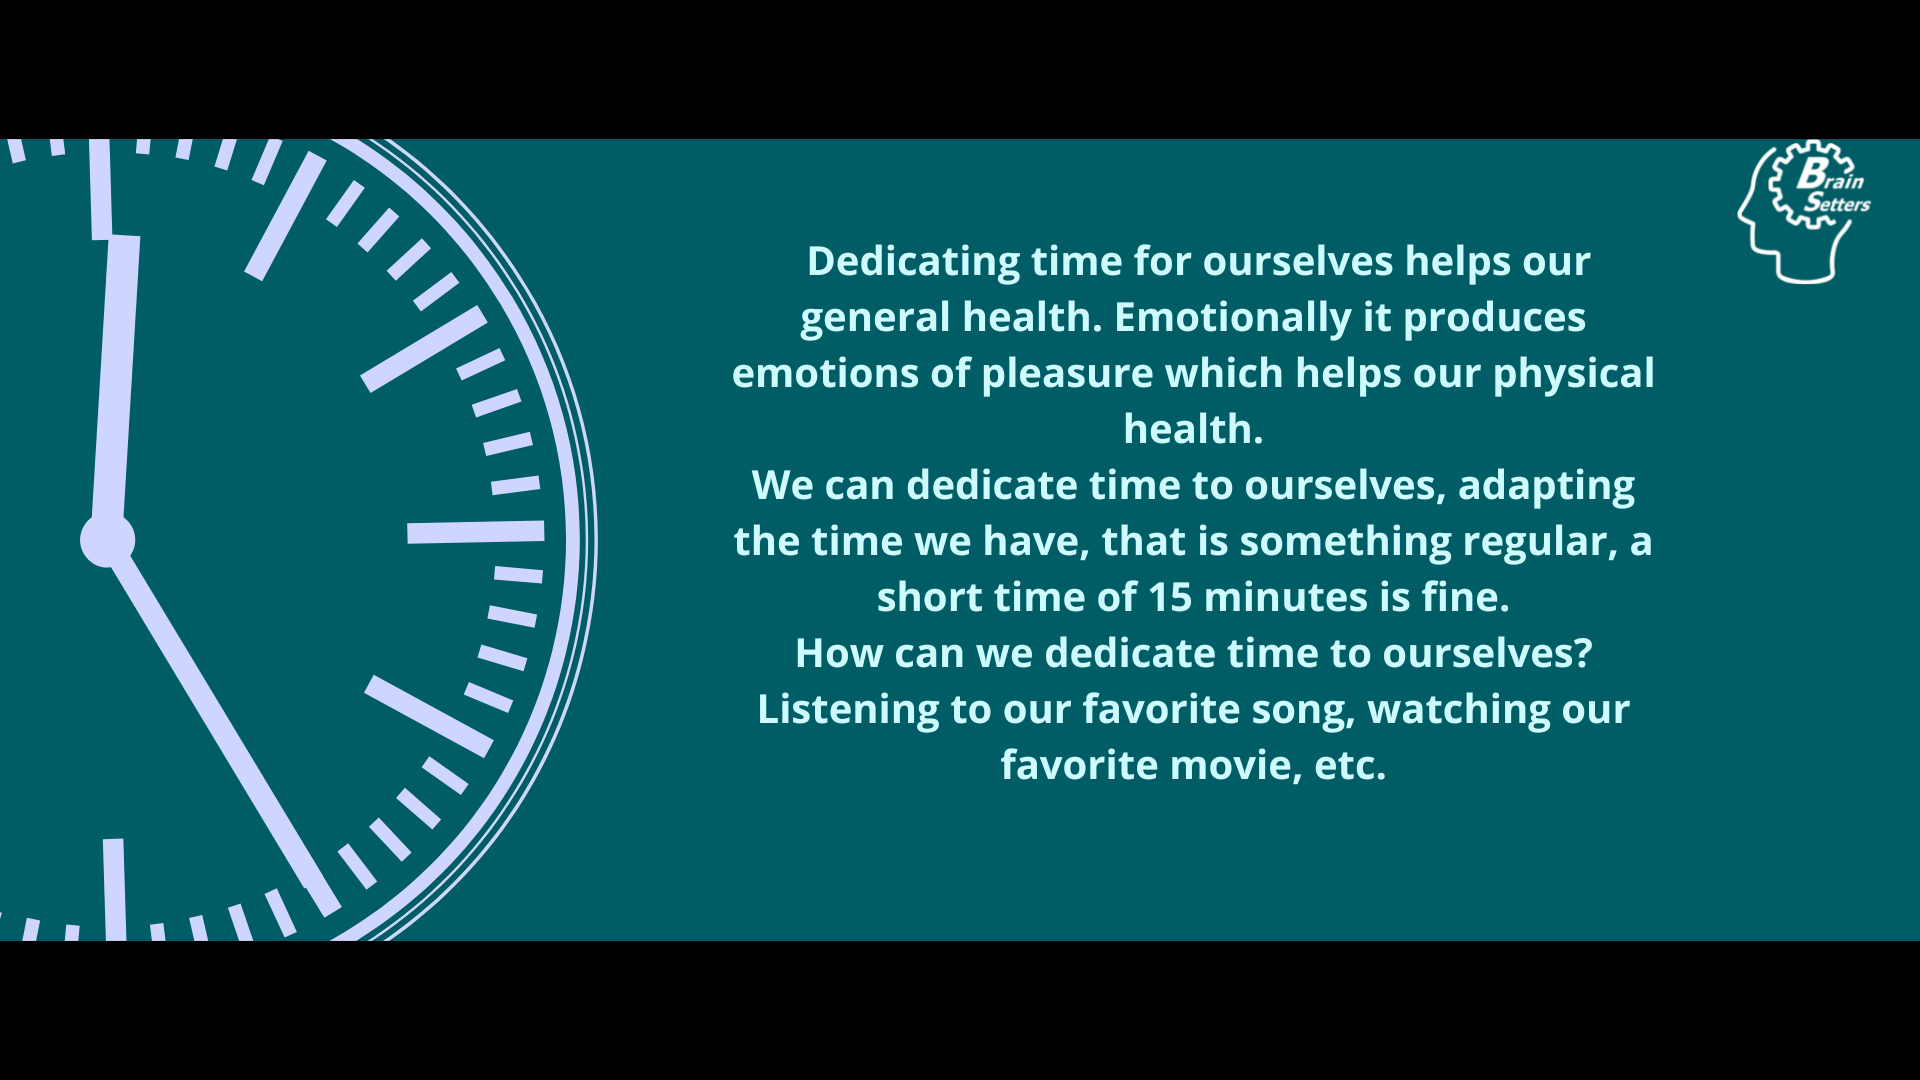 Brain
Setters
Dedicating time for ourselves helps our
general health. Emotionally it produces
emotions of pleasure which helps our physical
health.
We can dedicate time to ourselves, adapting
the time we have, that is something regular, a
short time of 15 minutes is fine.
How can we dedicate time to ourselves?
Listening to our favorite song, watching our
favorite movie, etc.